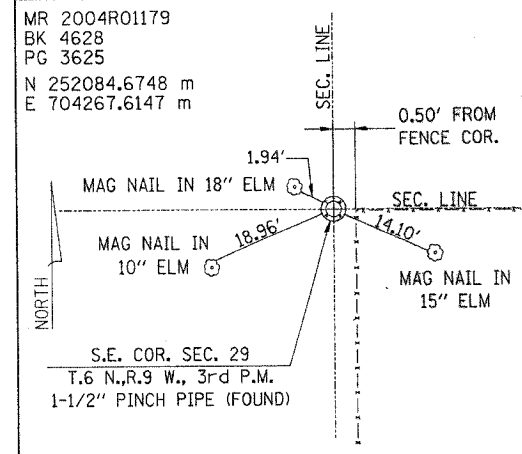 MR 2004R01179
BK 4628
PG 3625
N 252084.6748 m
E 704267.6147 m
SEC. LINE
0.50' FROM
FENCE COR.
1.94'
MAG NAIL IN 18" ELM
SEC. LINE
18.96'
14.10'
MAG NAIL IN
10" ELM
MAG NAIL IN
15" ELM
NORTH
S.E. COR. SEC. 29
T.6 N.,R.9 W., 3rd P.M.
1-1/2" PINCH PIPE (FOUND)